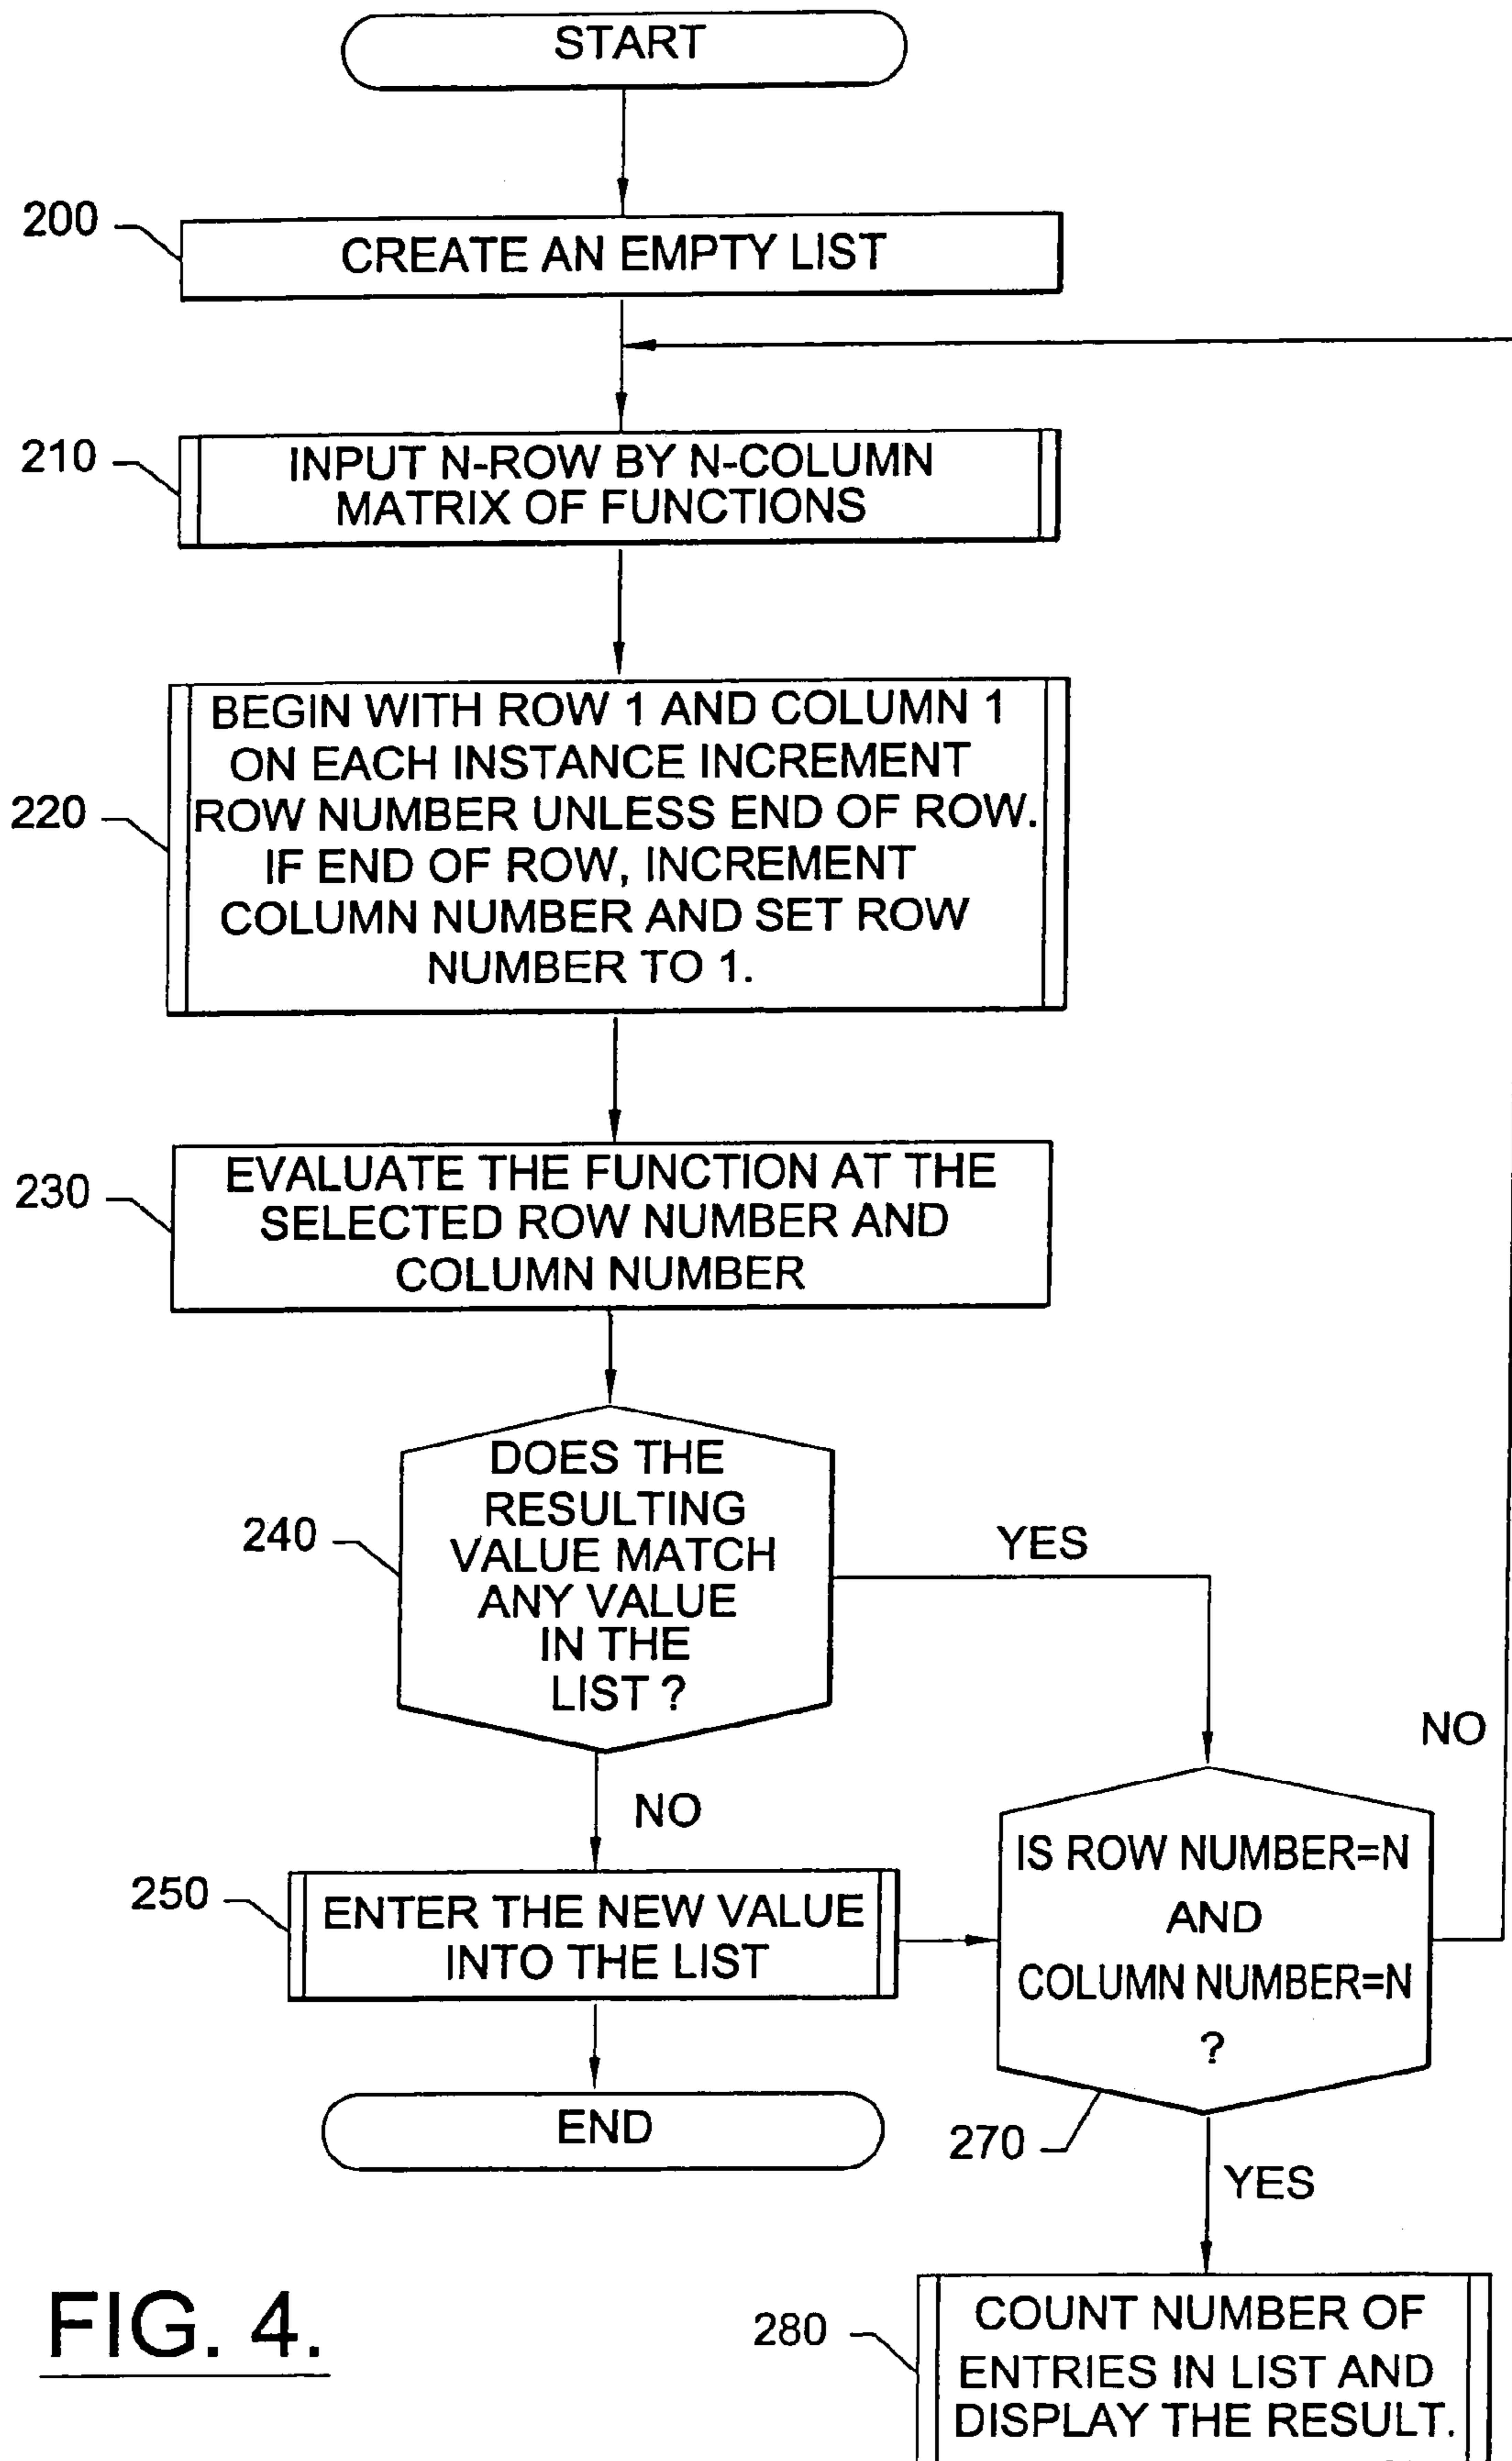 START
200
CREATE AN EMPTY LIST
210
INPUT N-ROW BY N-COLUMN
MATRIX OF FUNCTIONS
220
BEGIN WITH ROW 1 AND COLUMN 1
ON EACH INSTANCE INCREMENT
ROW NUMBER UNLESS END OF ROW.
IF END OF ROW, INCREMENT
COLUMN NUMBER AND SET ROW
NUMBER TO 1.
230
EVALUATE THE FUNCTION AT THE
SELECTED ROW NUMBER AND
COLUMN NUMBER
240
DOES THE
RESULTING
VALUE MATCH
ANY VALUE
IN THE
LIST ?
YES
NO
NO
250
ENTER THE NEW VALUE
INTO THE LIST
IS ROW NUMBER=N
AND
COLUMN NUMBER=N
?
END
270
YES
280
COUNT NUMBER OF
ENTRIES IN LIST AND
DISPLAY THE RESULT.
FIG. 4.